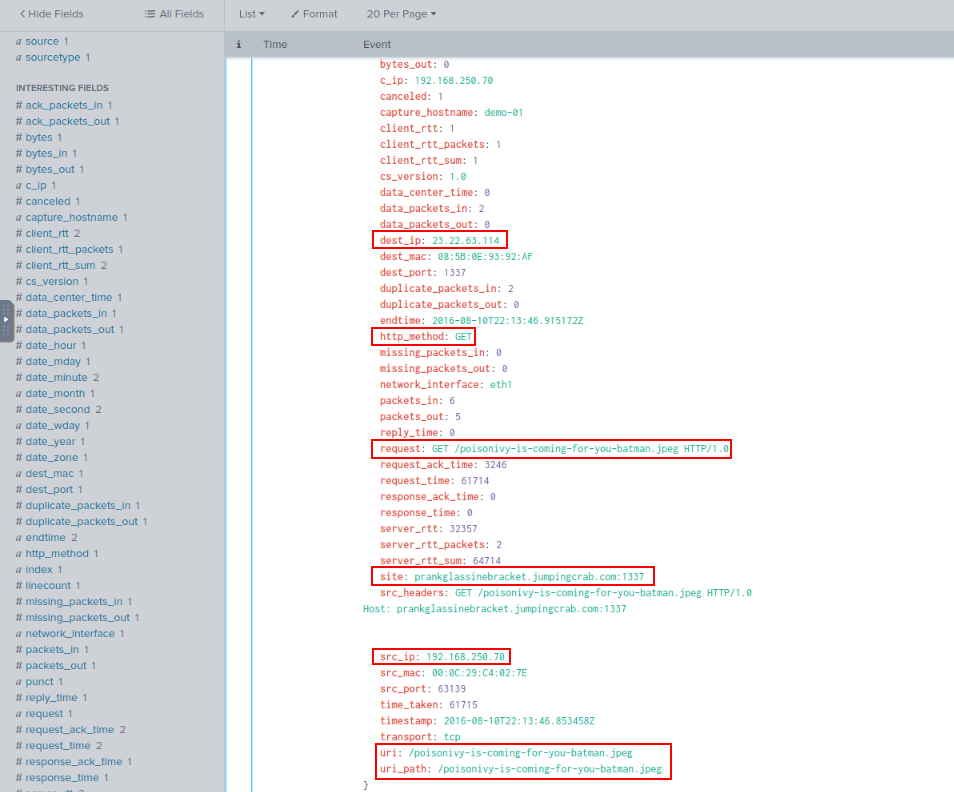 Hide Fields
All Fields
List
Format
20 Per Page
i Time Event
a source 1
a sourcetype 1
INTERESTING FIELDS
# ack_packets_in 1
# ack_packets_out 1
# bytes 1
# bytes_in 1
# bytes_out 1
a c_ip 1
# canceled 1
a capture_hostname 1
# client_rtt 2
# client_rtt_packets 1
# client_rtt_sum 2
# cs_version 1
# data_center_time 1
# data_packets_in 1
# data_packets_out 1
# date_hour 1
# date_mday 1
# date_minute 2
a date_month 1
# date_second 2
a date_wday 1
# date_year 1
# date_zone 1
a dest_mac 1
# dest_port 1
# duplicate_packets_in 1
# duplicate_packets_out 1
a endtime 2
a http_method 1
a index 1
# linecount 1
# missing_packets_in 1
# missing_packets_out 1
a network_interface 1
# packets_in 1
# packets_out 1
a punct 1
# reply_time 1
a request 1
# request_ack_time 2
# request_time 2
# response_ack_time 1
# response_time 1
bytes_out: 0
c_ip: 192.168.250.70
canceled: 1
capture_hostname: demo-01
client_rtt: 1
client_rtt_packets: 1
client_rtt_sum: 1
cs_version: 1.0
data_center_time: 0
data_packets_in: 2
data_packets_out: 0
dest_ip: 23.22.63.114
dest_mac: 08:5B:0E:93:92:AF
dest_port: 1337
duplicate_packets_in: 2
duplicate_packets_out: 0
endtime: 2016-08-10T22:13:46.915172Z
http_method: GET
missing_packets_in: 0
missing_packets_out: 0
network_interface: eth1
packets_in: 6
packets_out: 5
reply_time: 0
request: GET /poisonivy-is-coming-for-you-batman.jpeg HTTP/1.0
request_ack_time: 3246
request_time: 61714
response_ack_time: 0
response_time: 0
server_rtt: 32357
server_rtt_packets: 2
server_rtt_sum: 64714
site: prankglassinebracket.jumpingcrab.com:1337
src_headers: GET /poisonivy-is-coming-for-you-batman.jpeg HTTP/1.0
Host: prankglassinebracket.jumpingcrab.com:1337
src_ip: 192.168.250.70
src_mac: 00:0C:29:C4:02:7E
src_port: 63139
time_taken: 61715
timestamp: 2016-08-10T22:13:46.853458Z
transport: tcp
uri: /poisonivy-is-coming-for-you-batman.jpeg
uri_path: /poisonivy-is-coming-for-you-batman.jpeg
}